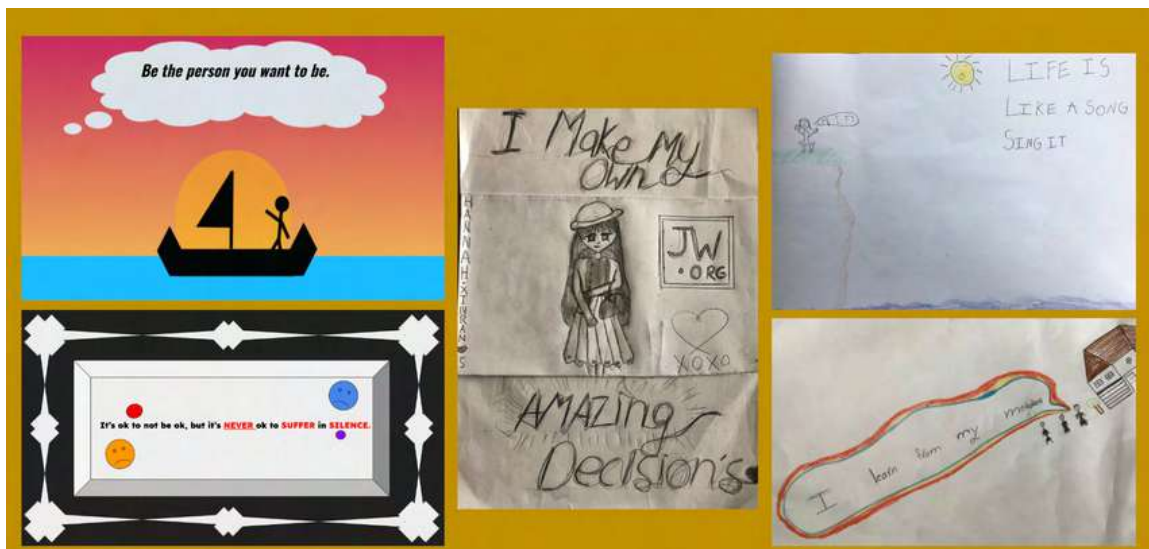 Be the person you want to be.
It's ok to not be ok, but it's NEVER ok to SUFFER in SILENCE.
I Make My
Own
HANNAH
JW
.ORG
XOXO
AMAZing
Decision's
LIFE IS
LIKE A SONG
SING IT
I learn from my mistakes